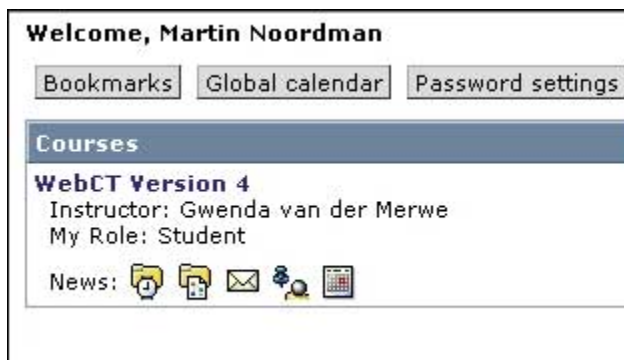 Welcome, Martin Noordman
Bookmarks Global calendar Password settings
Courses
WebCT Version 4
Instructor: Gwenda van der Merwe
My Role: Student
News: